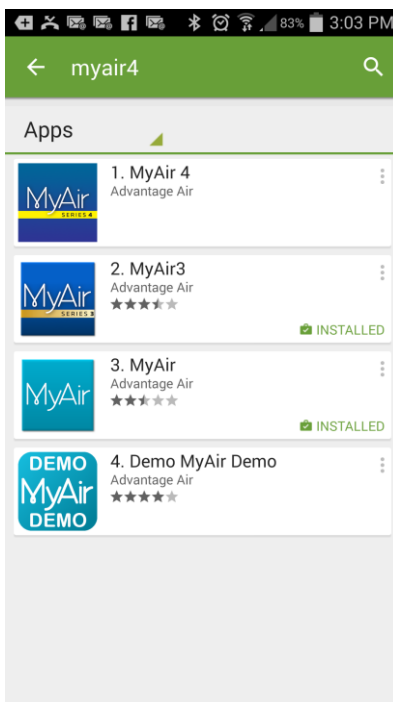 83% 3:03 PM
myair4
Apps
MyAir
SERIES 4
1. MyAir 4
Advantage Air
MyAir
SERIES 3
2. MyAir3
Advantage Air
INSTALLED
MyAir
3. MyAir
Advantage Air
INSTALLED
DEMO
MyAir
DEMO
4. Demo MyAir Demo
Advantage Air